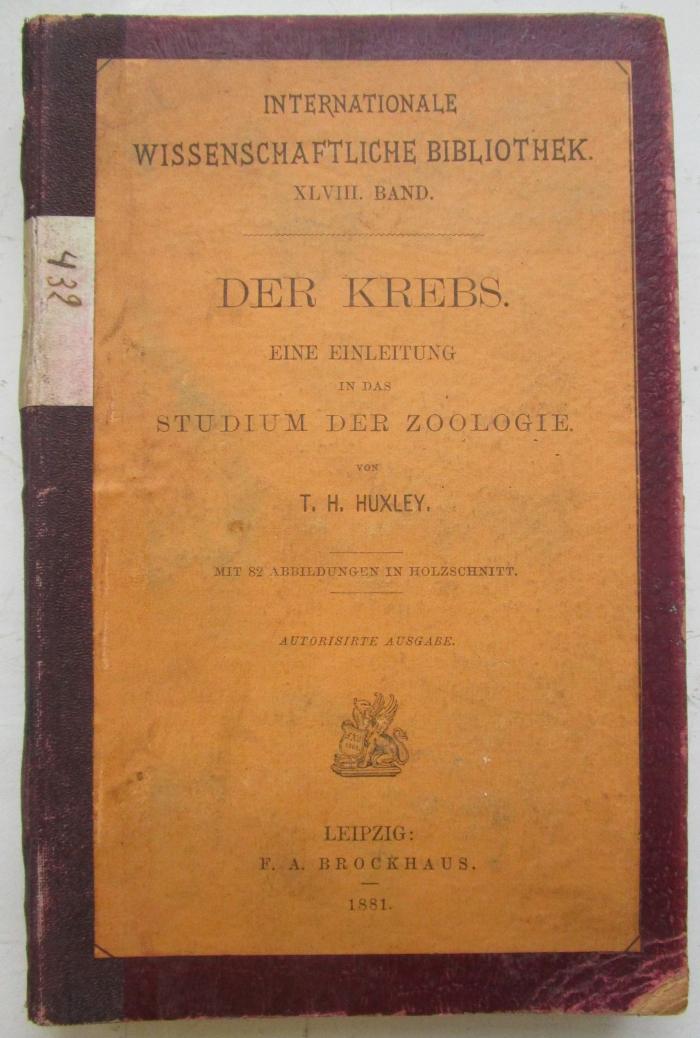 INTERNATIONALE
WISSENSCHAFTLICHE BIBLIOTHEK.
XLVIII. BAND.
DER KREBS.
EINE EINLEITUNG
IN DAS
STUDIUM DER ZOOLOGIE.
VON
T. H. HUXLEY.
MIT 82 ABBILDUNGEN IN HOLZSCHNITT.
AUTORISIRTE AUSGABE.
LEIPZIG:
F. A. BROCKHAUS.
1881.
432